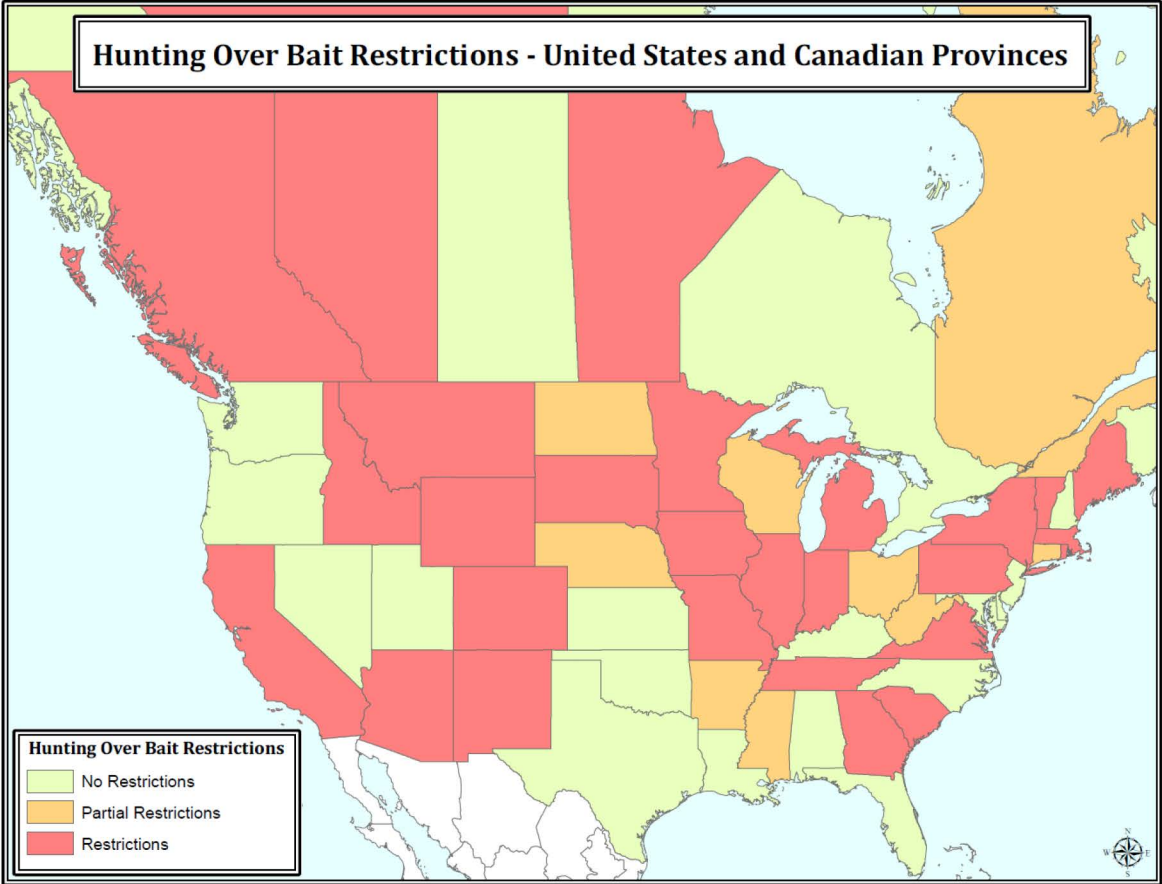 Hunting Over Bait Restrictions - United States and Canadian Provinces
Hunting Over Bait Restrictions
No Restrictions
Partial Restrictions
Restrictions
N
W E
S